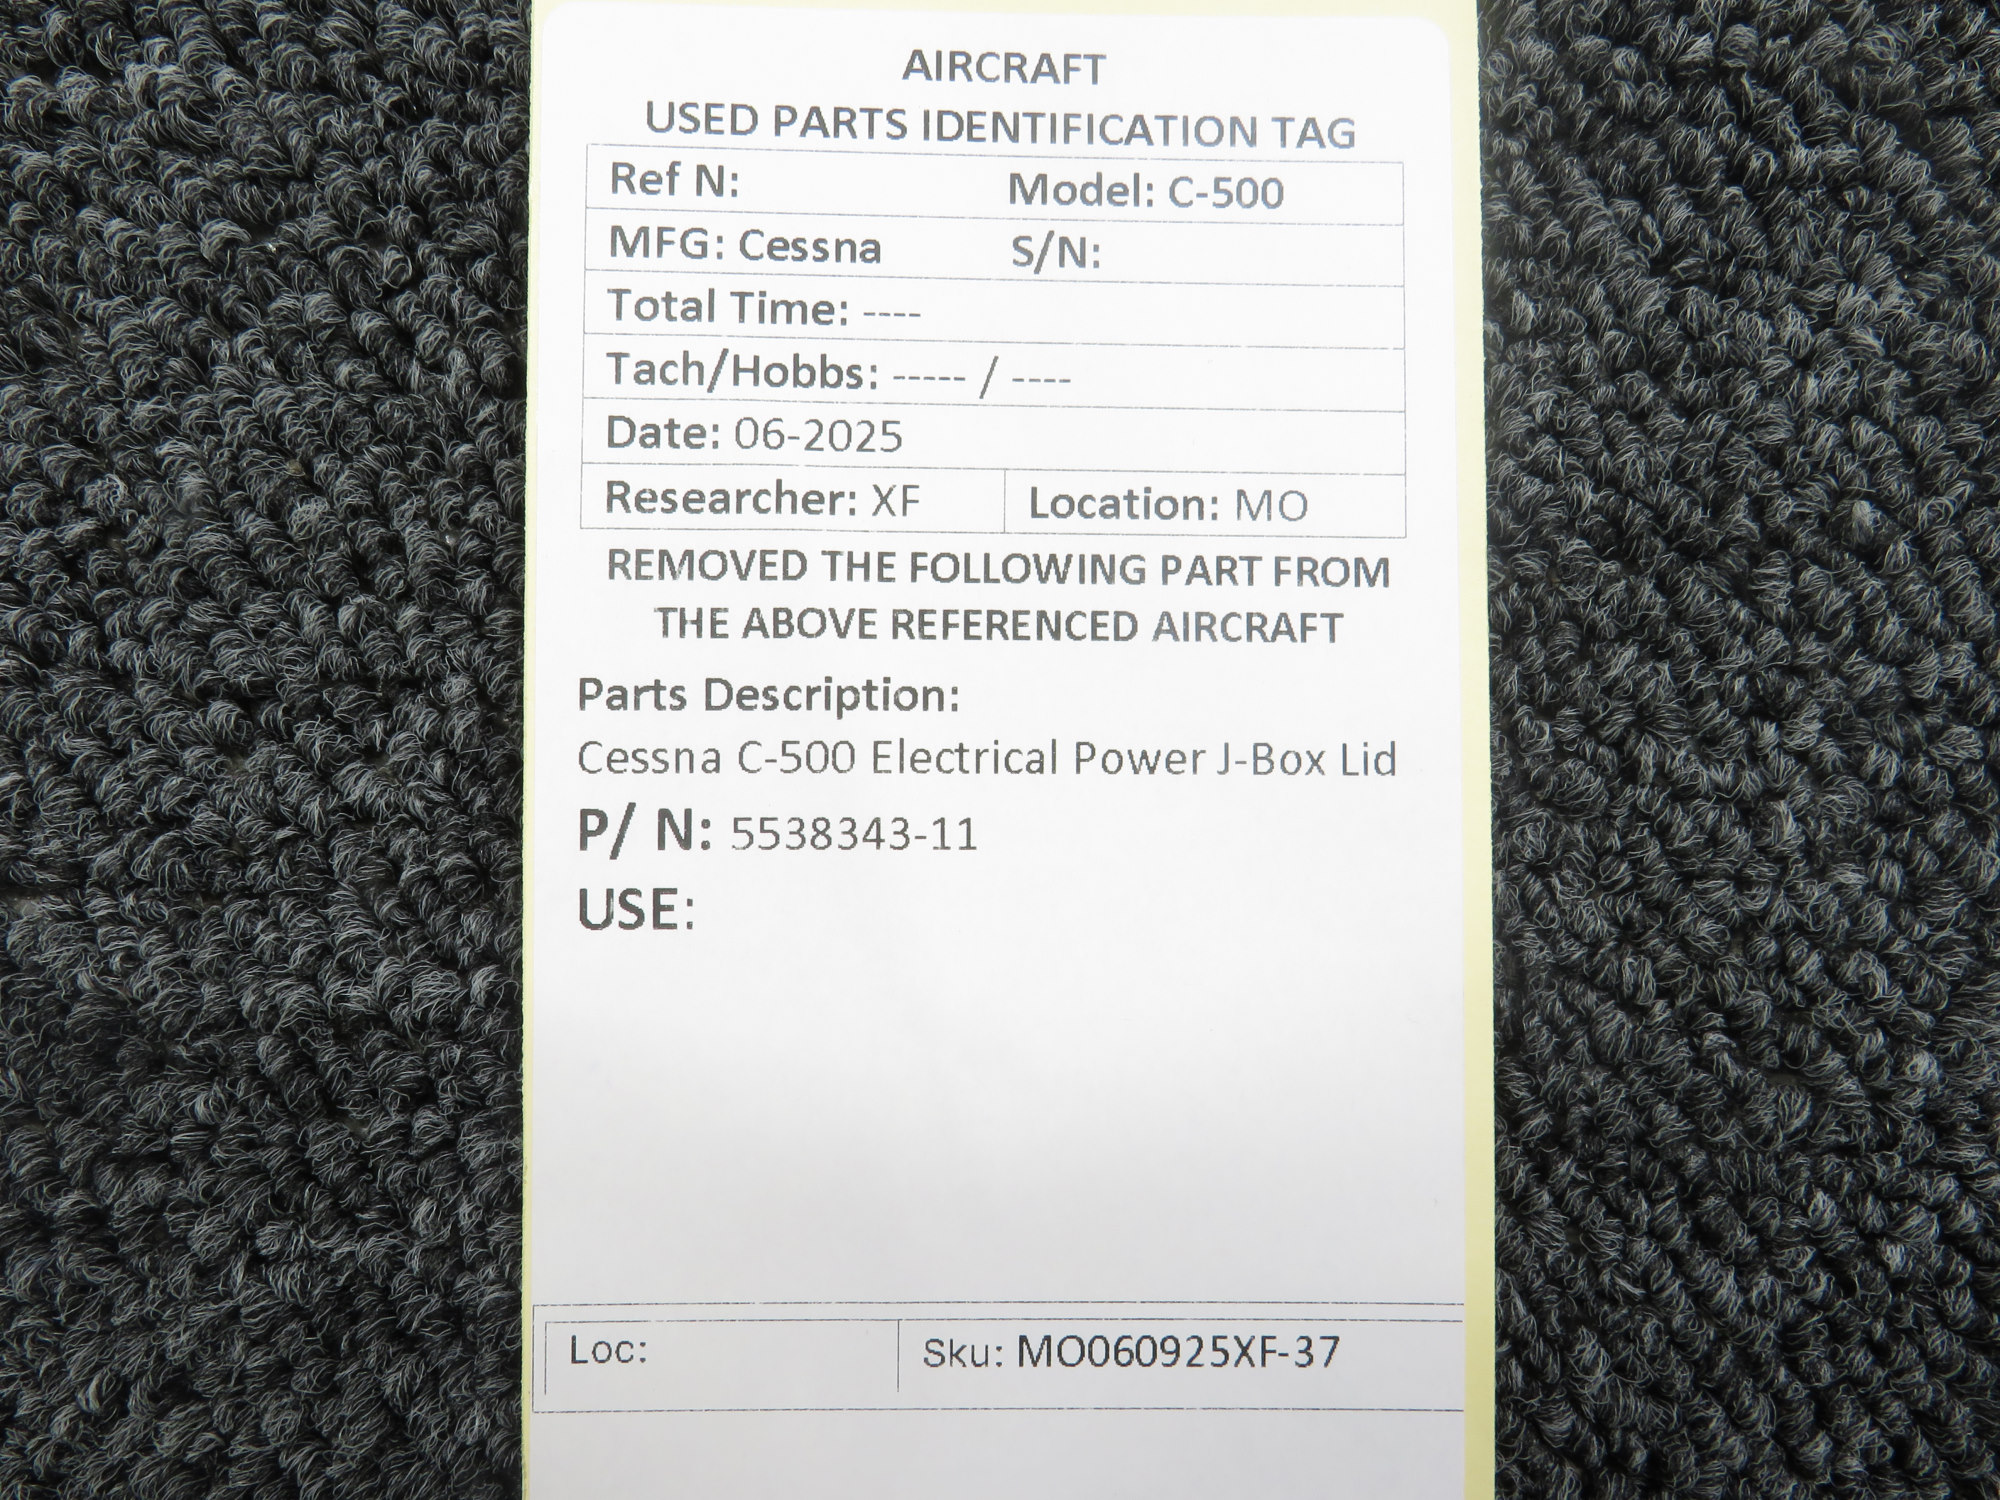 AIRCRAFT
USED PARTS IDENTIFICATION TAG
Ref N: Model: C-500
MFG: Cessna S/N:
Total Time: ----
Tach/Hobbs: ----- / ----
Date: 06-2025
Researcher: XF Location: MO
REMOVED THE FOLLOWING PART FROM
THE ABOVE REFERENCED AIRCRAFT
Parts Description:
Cessna C-500 Electrical Power J-Box Lid
P/ N: 5538343-11
USE:
Loc: Sku: MO060925XF-37